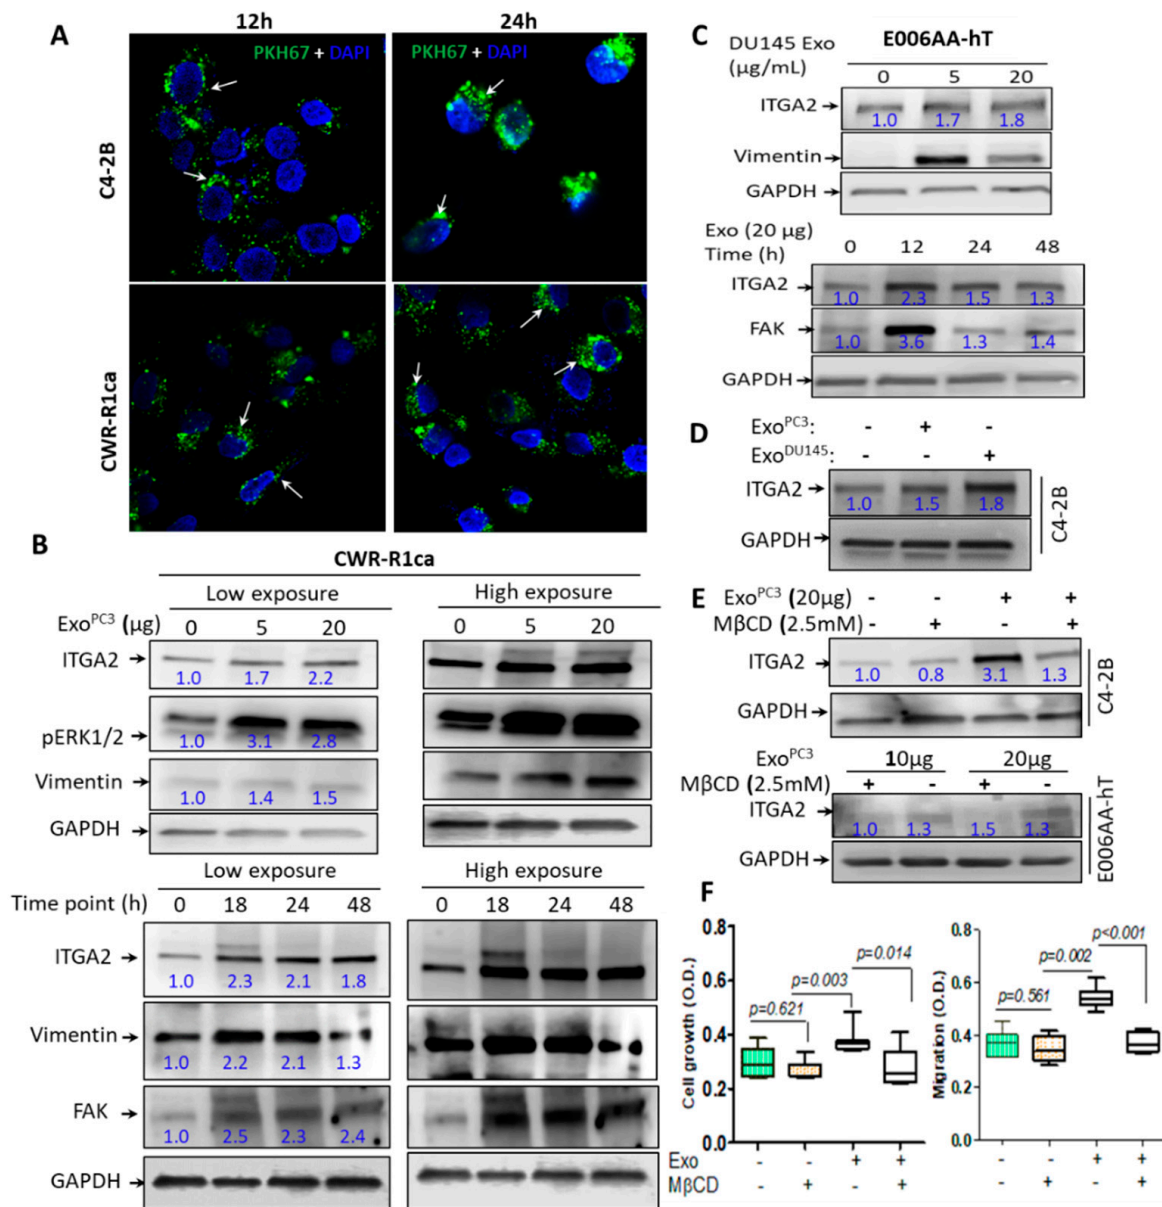 A
12h
24h
PKH67 + DAPI
PKH67 + DAPI
C4-2B
CWR-R1ca
B
CWR-R1ca
Low exposure
High exposure
Exo^PC3 (µg)
0 5 20
0 5 20
ITGA2
1.0 1.7 2.2
pERK1/2
1.0 3.1 2.8
Vimentin
1.0 1.4 1.5
GAPDH
Low exposure
High exposure
Time point (h)
0 18 24 48
0 18 24 48
ITGA2
1.0 2.3 2.1 1.8
Vimentin
1.0 2.2 2.1 1.3
FAK
1.0 2.5 2.3 2.4
GAPDH
C
E006AA-hT
DU145 Exo
(µg/mL)
0 5 20
ITGA2
1.0 1.7 1.8
Vimentin
GAPDH
Exo (20 µg)
Time (h)
0 12 24 48
ITGA2
1.0 2.3 1.5 1.3
FAK
1.0 3.6 1.3 1.4
GAPDH
D
Exo^PC3: - + -
Exo^DU145: - - +
ITGA2
1.0 1.5 1.8
GAPDH
C4-2B
E
Exo^PC3 (20µg) - - + +
MβCD (2.5mM) - + - +
ITGA2
1.0 0.8 3.1 1.3
GAPDH
C4-2B
Exo^PC3 10µg 20µg
MβCD (2.5mM) + - + -
ITGA2
1.0 1.3 1.5 1.3
GAPDH
E006AA-hT
F
Cell growth (O.D.)
0.8
0.6
0.4
0.2
0.0
p=0.621
p=0.003
p=0.014
Migration (O.D.)
0.8
0.6
0.4
0.6
0.0
p=0.561
p=0.002
p<0.001
Exo - - + + - - + +
MβCD - + - + - + - +